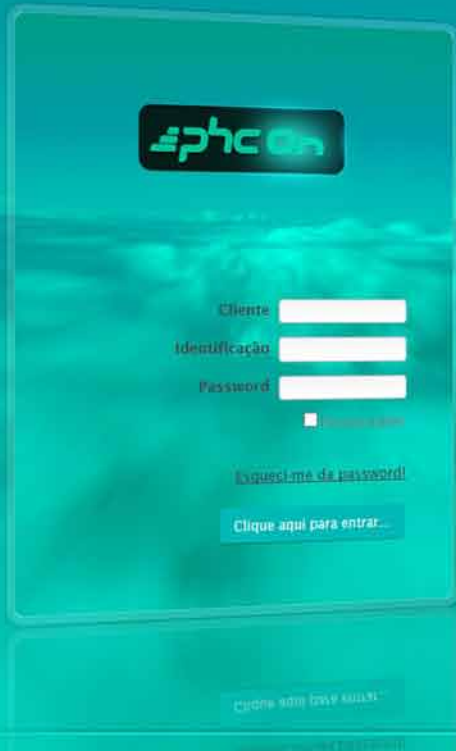 phc on
Cliente
Identificação
Password
Esqueci-me da password!
Clique aqui para entrar...